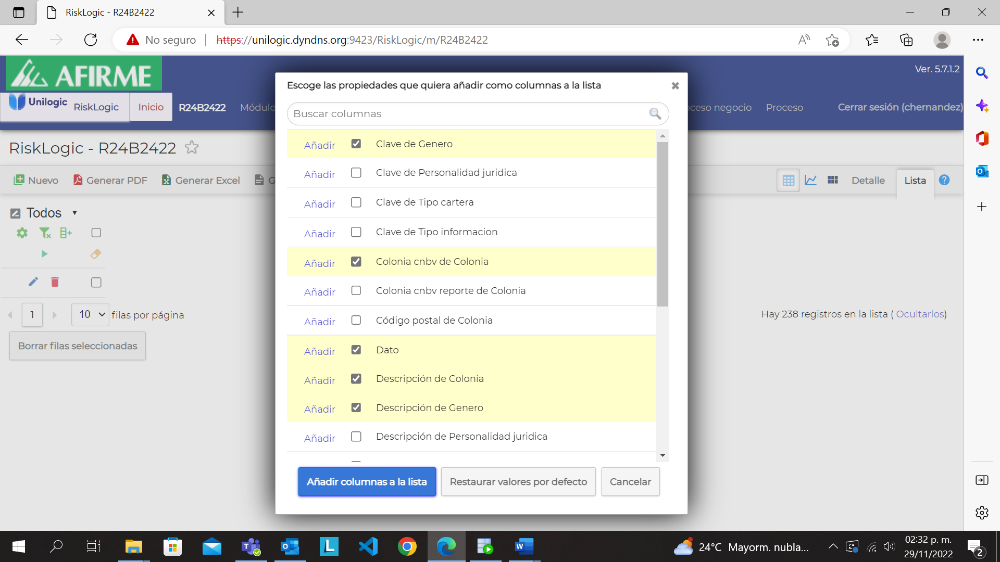 RiskLogic - R24B2422
No seguro
https://unilogic.dyndns.org:9423/RiskLogic/m/R24B2422
AFIRME
Ver. 5.7.1.2
Unilogic RiskLogic
Inicio
R24B2422
Módulo
ceso negocio
Proceso
Cerrar sesión (chernandez)
RiskLogic - R24B2422
Nuevo
Generar PDF
Generar Excel
G
Detalle
Lista
Todos
1
10
filas por página
Hay 238 registros en la lista ( Ocultarlos)
Borrar filas seleccionadas
Escoge las propiedades que quiera añadir como columnas a la lista
Buscar columnas
Añadir Clave de Genero
Añadir Clave de Personalidad juridica
Añadir Clave de Tipo cartera
Añadir Clave de Tipo informacion
Añadir Colonia cnbv de Colonia
Añadir Colonia cnbv reporte de Colonia
Añadir Código postal de Colonia
Añadir Dato
Añadir Descripción de Colonia
Añadir Descripción de Genero
Añadir Descripción de Personalidad juridica
Añadir columnas a la lista
Restaurar valores por defecto
Cancelar
24°C Mayorm. nubla...
02:32 p. m.
29/11/2022
2